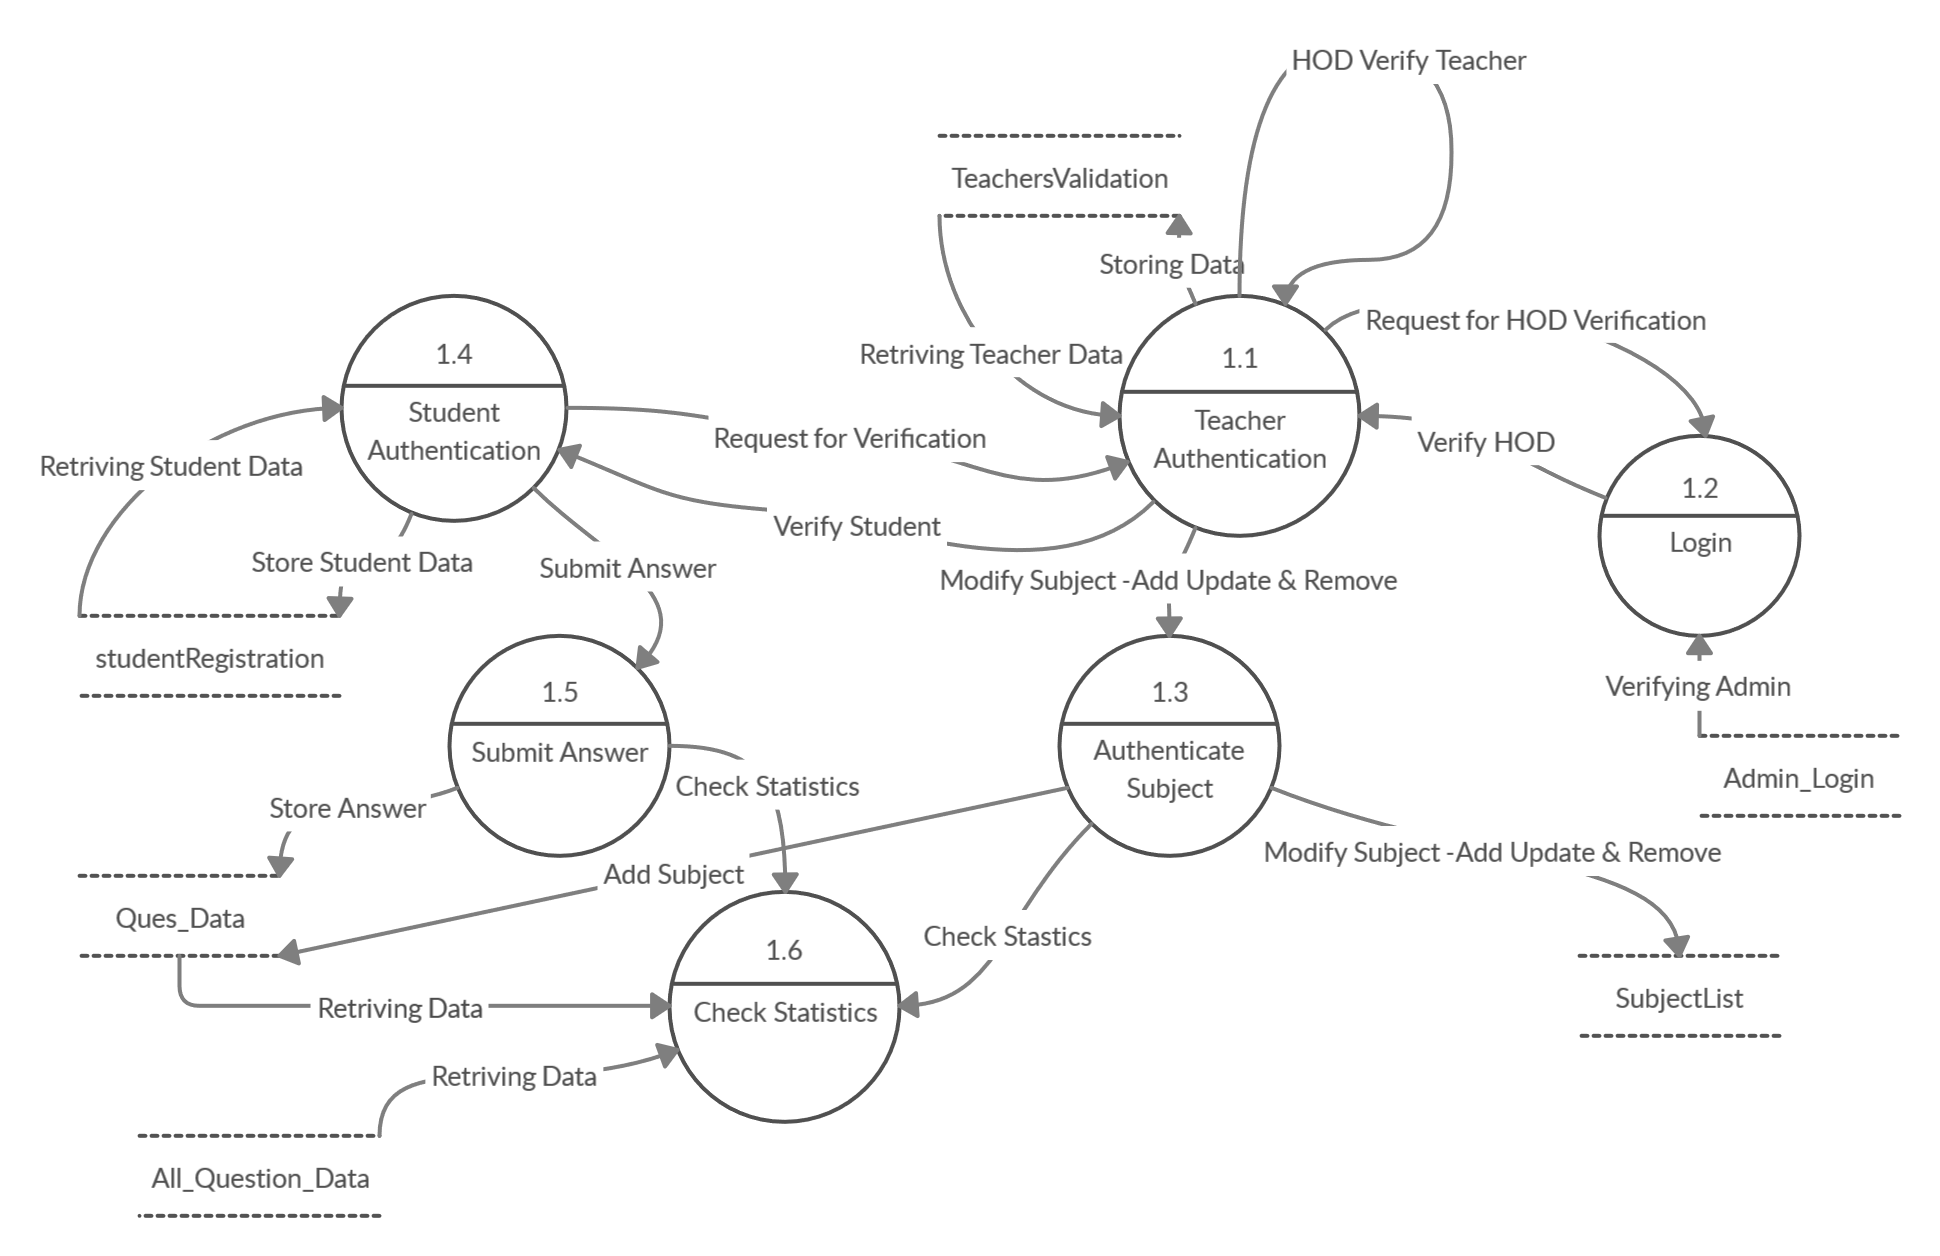 HOD Verify Teacher
TeachersValidation
Storing Data
Request for HOD Verification
Retriving Teacher Data
1.4
Student
Authentication
1.1
Teacher
Authentication
Request for Verification
Verify HOD
Retriving Student Data
1.2
Login
Verify Student
Store Student Data
Submit Answer
Modify Subject -Add Update & Remove
studentRegistration
1.5
Submit Answer
1.3
Authenticate
Subject
Verifying Admin
Admin_Login
Check Statistics
Store Answer
Modify Subject -Add Update & Remove
Add Subject
Ques_Data
Check Stastics
1.6
Check Statistics
Retriving Data
SubjectList
Retriving Data
All_Question_Data